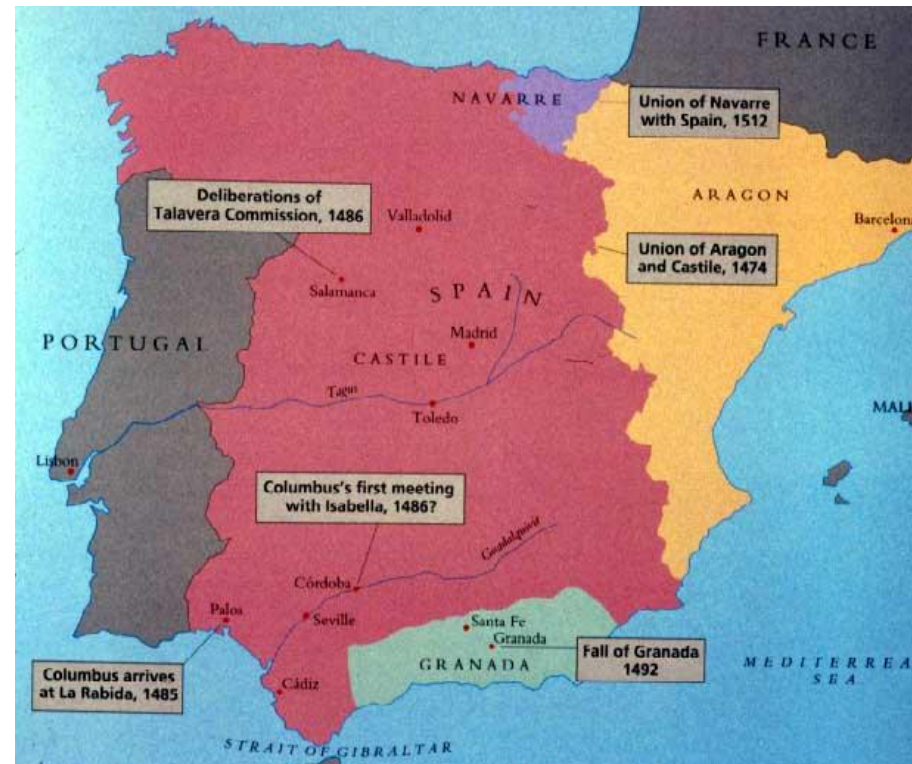 FRANCE
NAVARRE
Union of Navarre
with Spain, 1512
ARAGON
Deliberations of
Talavera Commission, 1486
Valladolid
Barcelona
Union of Aragon
and Castile, 1474
Salamanca
SPAIN
Madrid
PORTUGAL
CASTILE
Tagus
Toledo
MALL
Lisbon
Columbus's first meeting
with Isabella, 1486?
Guadalquivir
Córdoba
Palos
Seville
Santa Fe
Granada
Fall of Granada
1492
GRANADA
Columbus arrives
at La Rabida, 1485
Cádiz
MEDITERREA
SEA
STRAIT OF GIBRALTAR